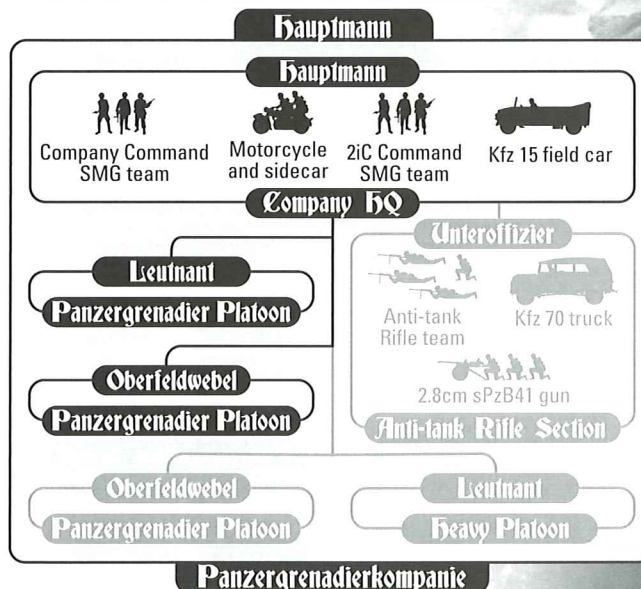 Hauptmann
Hauptmann
Company Command
SMG team
Motorcycle
and sidecar
2iC Command
SMG team
Kfz 15 field car
Company HQ
Unteroffizier
Anti-tank
Rifle team
Kfz 70 truck
2.8cm sPzB41 gun
Anti-tank Rifle Section
Leutnant
Panzergrenadier Platoon
Oberfeldwebel
Panzergrenadier Platoon
Oberfeldwebel
Panzergrenadier Platoon
Leutnant
Heavy Platoon
Panzergrenadierkompanie